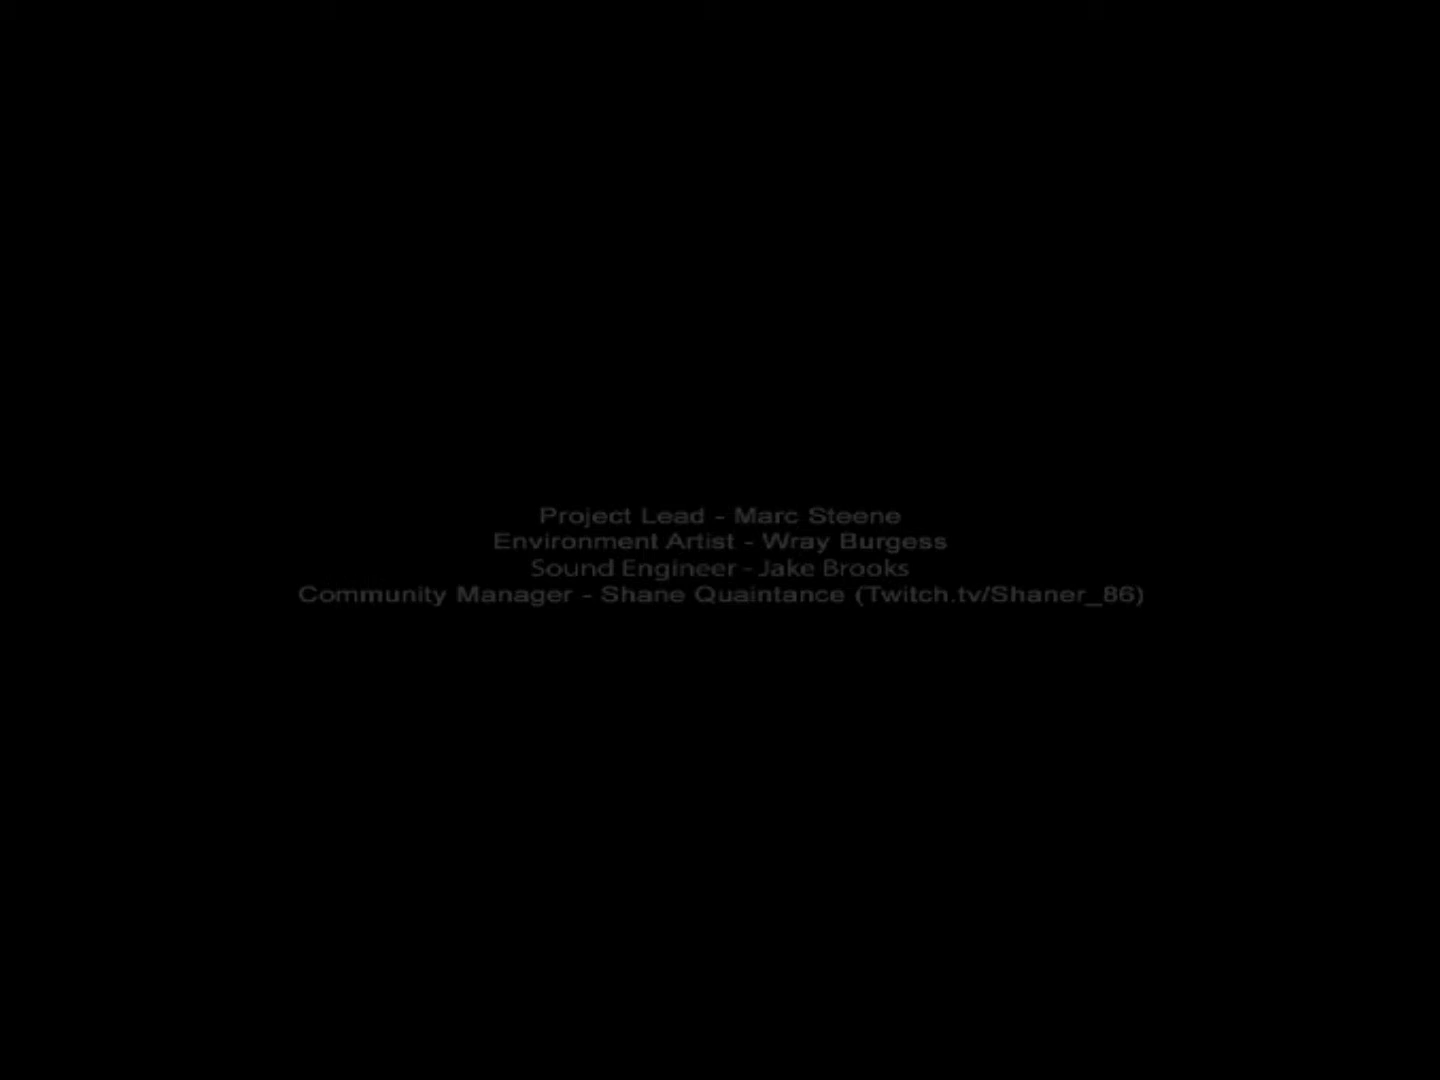 Project Lead - Marc Steene
Environment Artist - Wray Burgess
Sound Engineer - Jake Brooks
Community Manager - Shane Quaintance (Twitch.tv/Shaner_86)